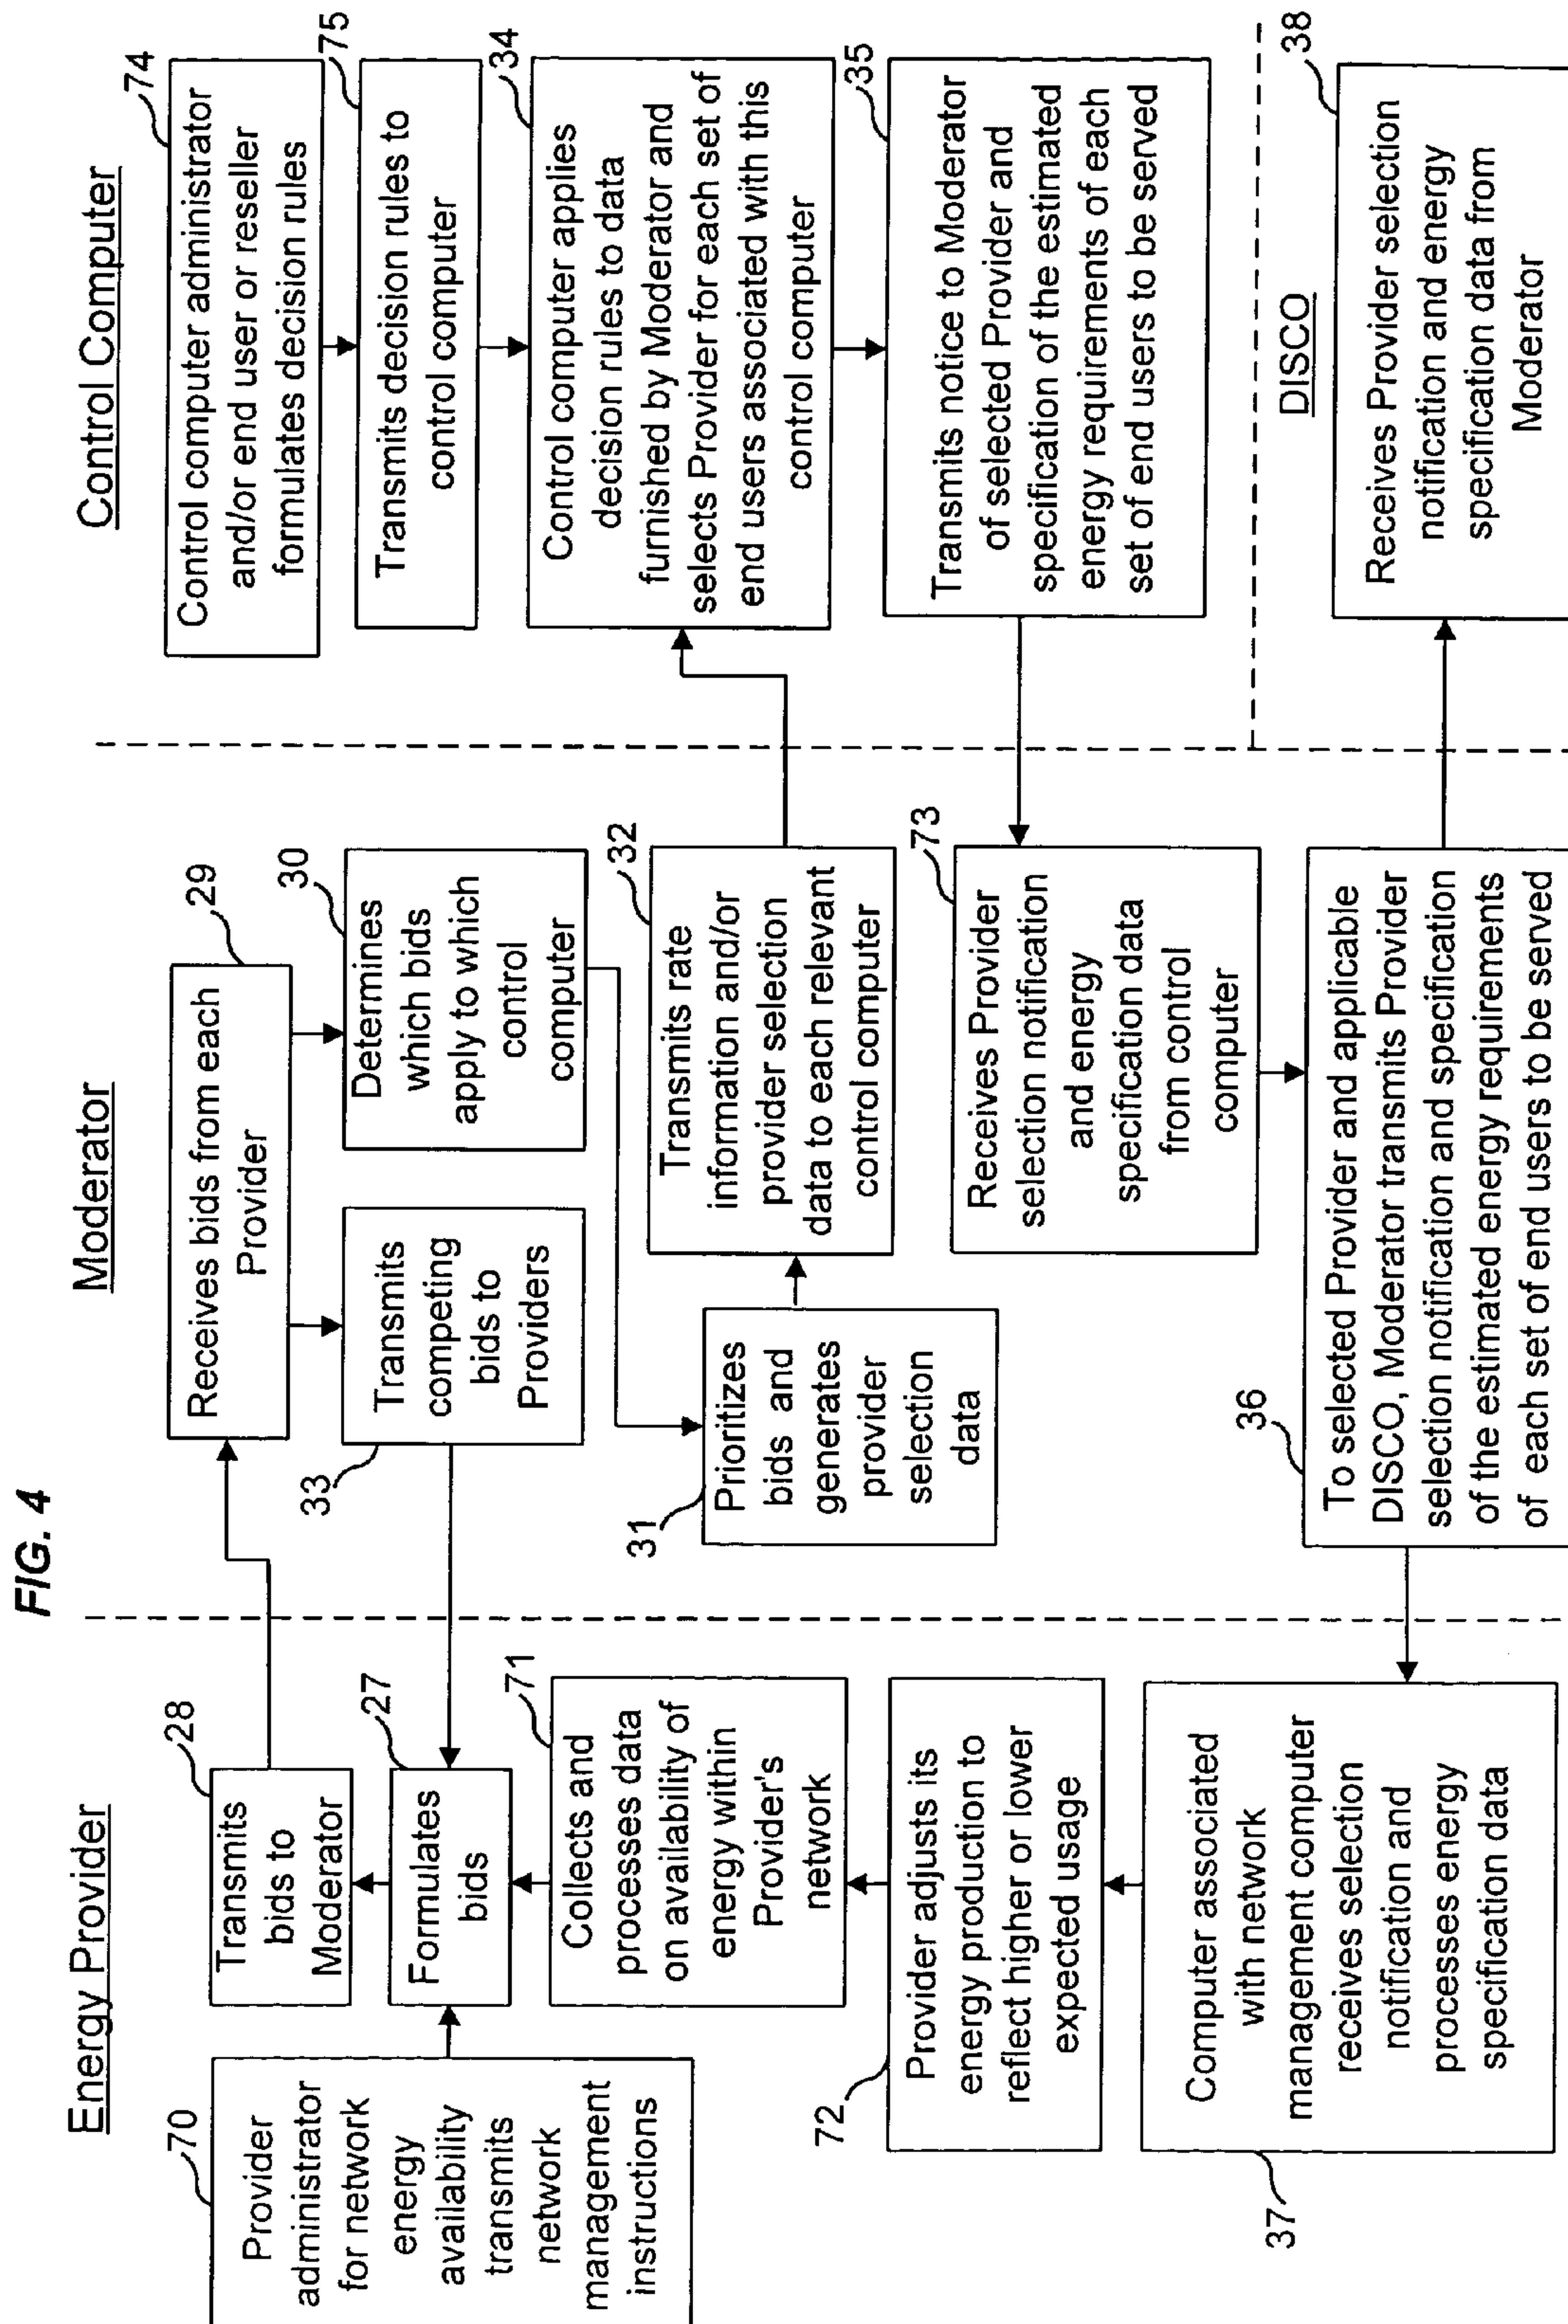 FIG. 4
Energy Provider
70
Provider
administrator
for network
energy
availability
transmits
network
management
instructions
28
Transmits
bids to
Moderator
27
Formulates
bids
71
Collects and
processes data
on availability of
energy within
Provider's
network
72
Provider adjusts its
energy production to
reflect higher or lower
expected usage
37
Computer associated
with network
management computer
receives selection
notification and
processes energy
specification data
Moderator
29
Receives bids from each
Provider
33
Transmits
competing
bids to
Providers
30
Determines
which bids
apply to which
control
computer
31
Prioritizes
bids and
generates
provider
selection
data
32
Transmits rate
information and/or
provider selection
data to each relevant
control computer
73
Receives Provider
selection notification
and energy
specification data
from control
computer
36
To selected Provider and applicable
DISCO, Moderator transmits Provider
selection notification and specification
of the estimated energy requirements
of each set of end users to be served
Control Computer
74
Control computer administrator
and/or end user or reseller
formulates decision rules
75
Transmits decision rules to
control computer
34
Control computer applies
decision rules to data
furnished by Moderator and
selects Provider for each set of
end users associated with this
control computer
35
Transmits notice to Moderator
of selected Provider and
specification of the estimated
energy requirements of each
set of end users to be served
DISCO
38
Receives Provider selection
notification and energy
specification data from
Moderator